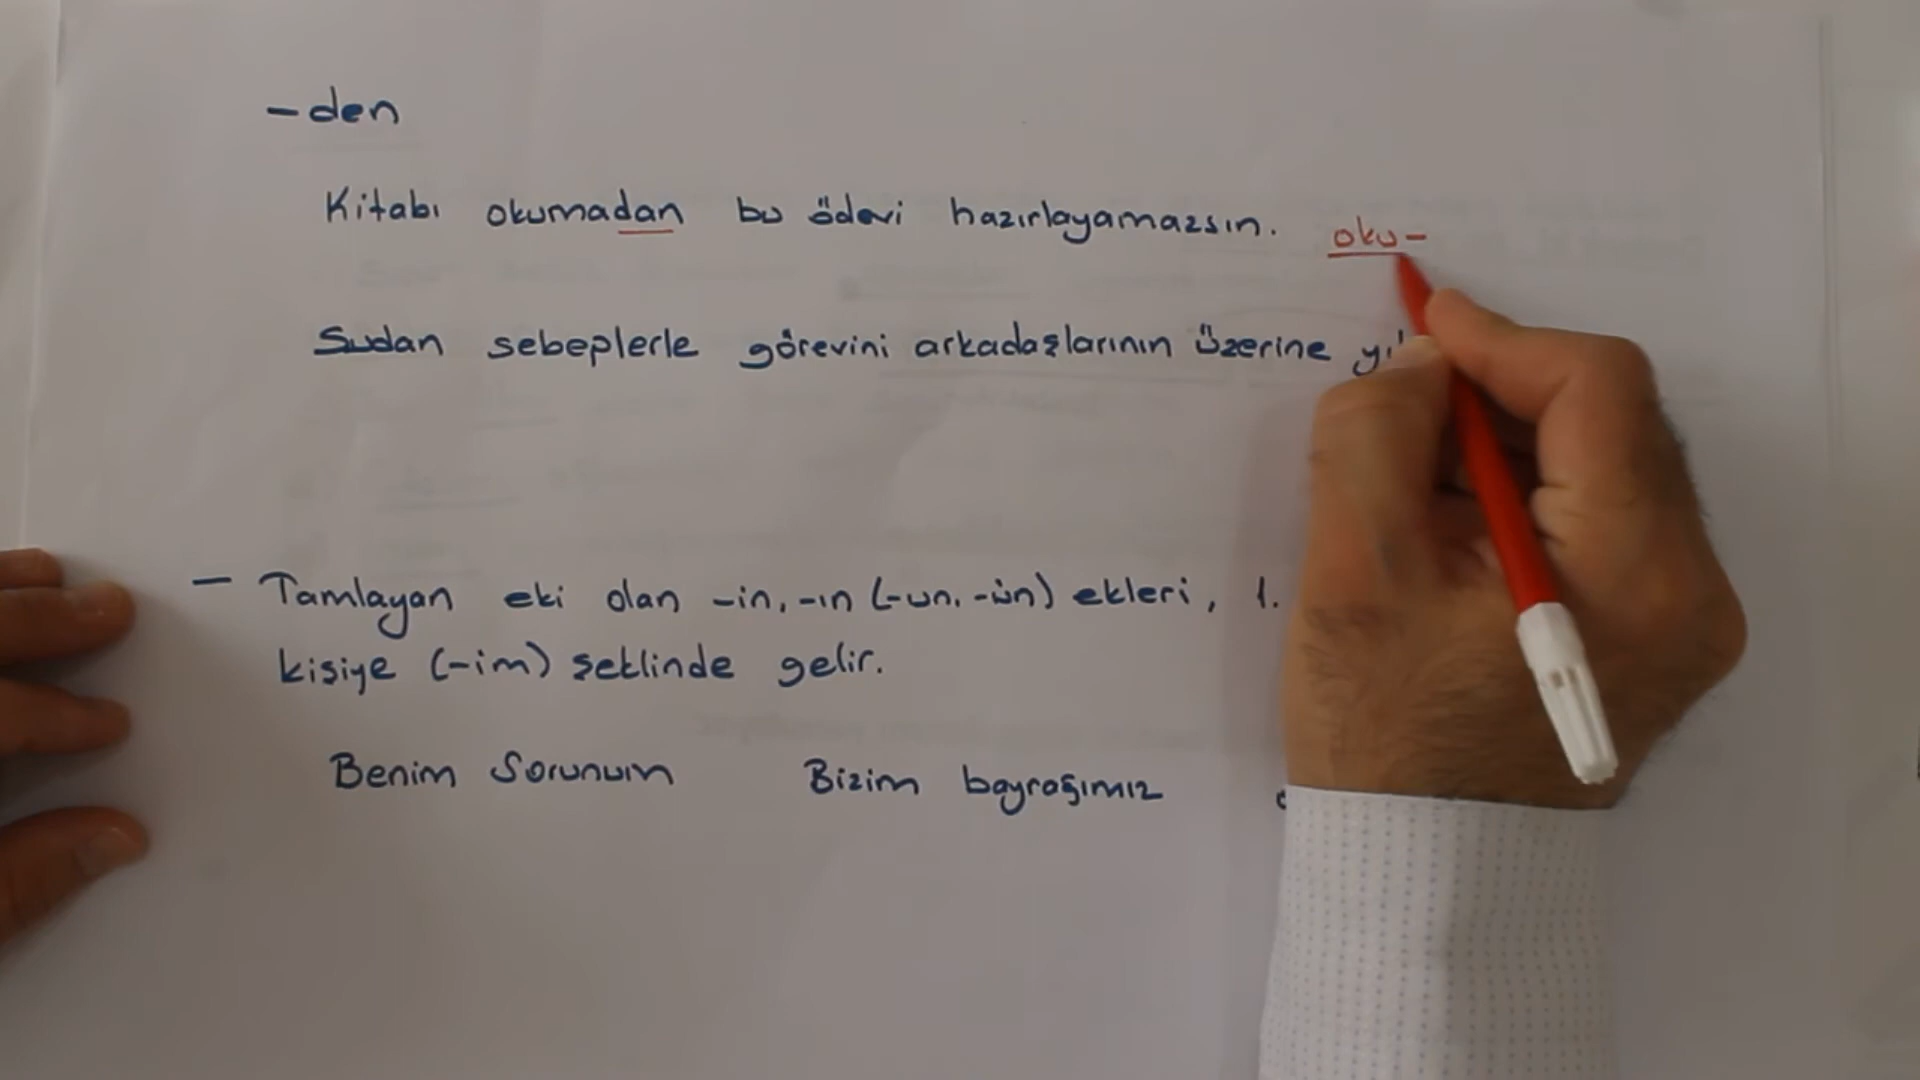 - den
Kitabı okumadan bu ödevi hazırlayamazsın. oku-
Sudan sebeplerle görevini arkadaşlarının üzerine
- Tamlayan eki olan -in, -ın (-un, -ün) ekleri, 1.
kişiye (-im) şeklinde gelir.
Benim Sorunum Bizim bayrağımız